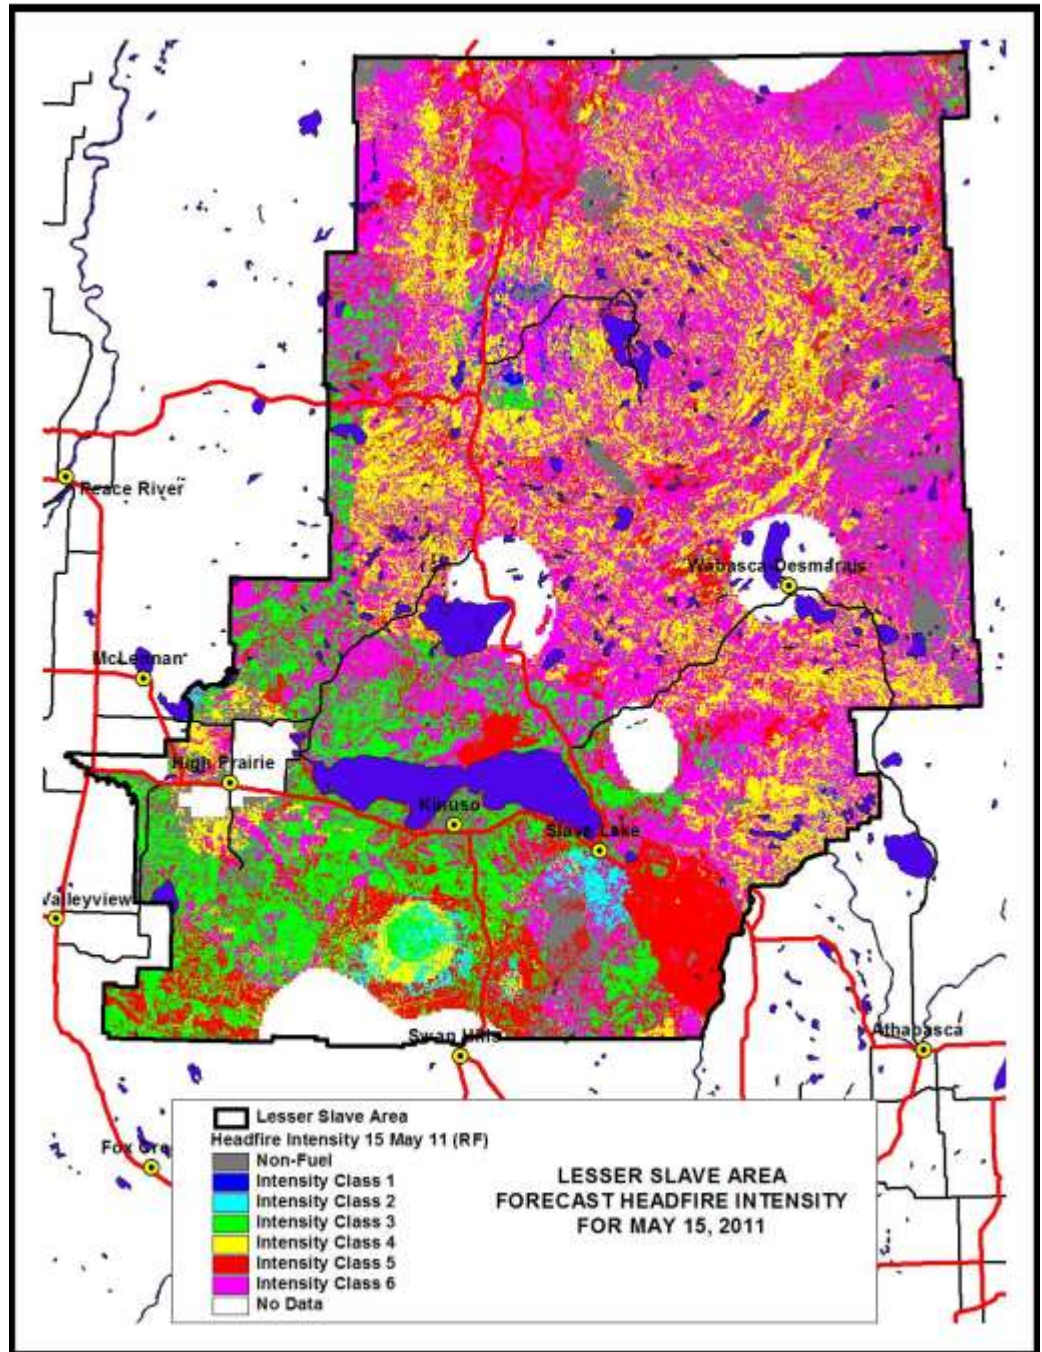 Peace River
Wabasca-Desmarais
McLennan
High Prairie
Kinuso
Slave Lake
Valleyview
Swan Hills
Athabasca
Fox Cre
Lesser Slave Area
Headfire Intensity 15 May 11 (RF)
Non-Fuel
Intensity Class 1
Intensity Class 2
Intensity Class 3
Intensity Class 4
Intensity Class 5
Intensity Class 6
No Data
LESSER SLAVE AREA
FORECAST HEADFIRE INTENSITY
FOR MAY 15, 2011